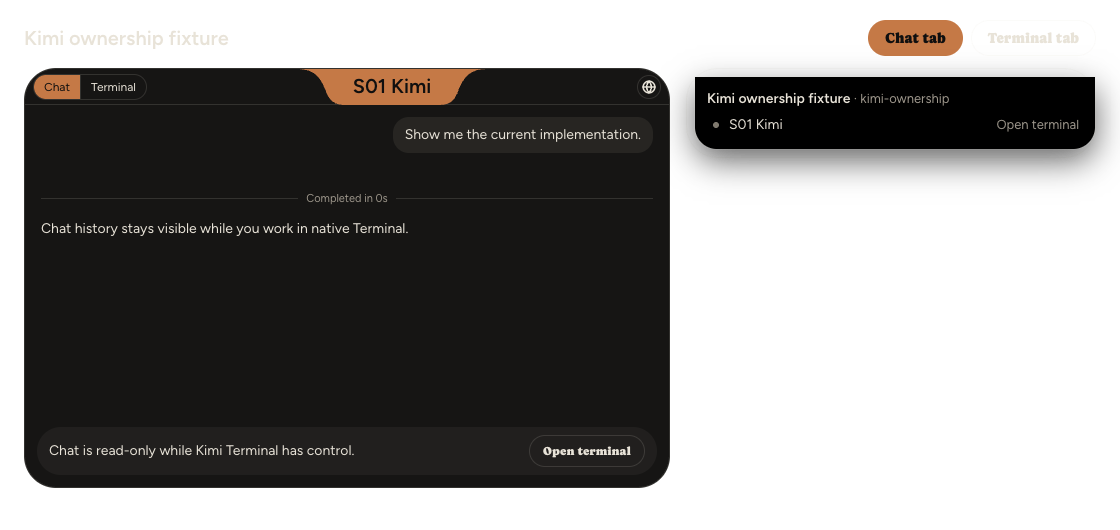 Kimi ownership fixture
Chat tab
Terminal tab
Chat
Terminal
S01 Kimi
Show me the current implementation.
Completed in 0s
Chat history stays visible while you work in native Terminal.
Chat is read-only while Kimi Terminal has control.
Open terminal
Kimi ownership fixture · kimi-ownership
S01 Kimi
Open terminal